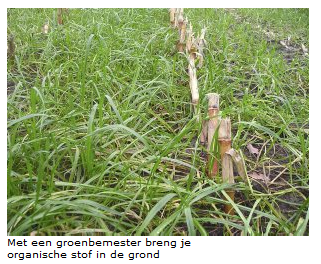 Met een groenbemester breng je
organische stof in de grond